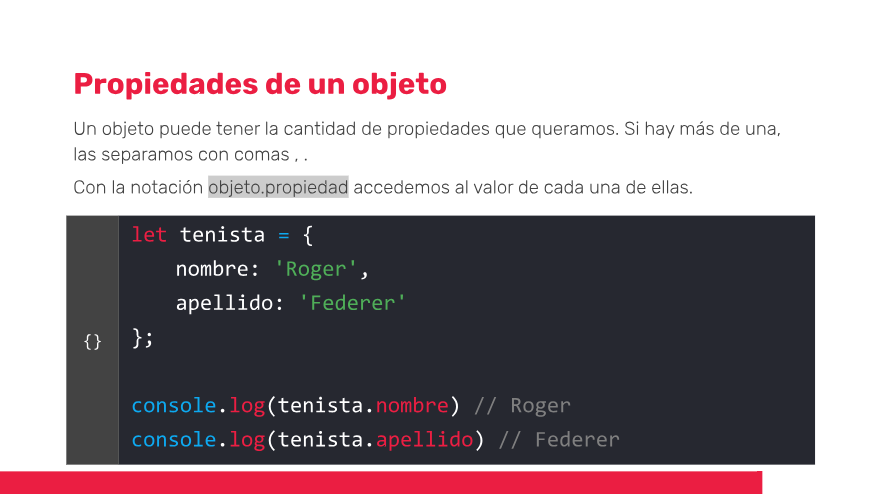 Propiedades de un objeto
Un objeto puede tener la cantidad de propiedades que queramos. Si hay más de una,
las separamos con comas , .
Con la notación objeto.propiedad accedemos al valor de cada una de ellas.
let tenista = {
nombre: 'Roger',
apellido: 'Federer'
};
{}
console.log(tenista.nombre) // Roger
console.log(tenista.apellido) // Federer